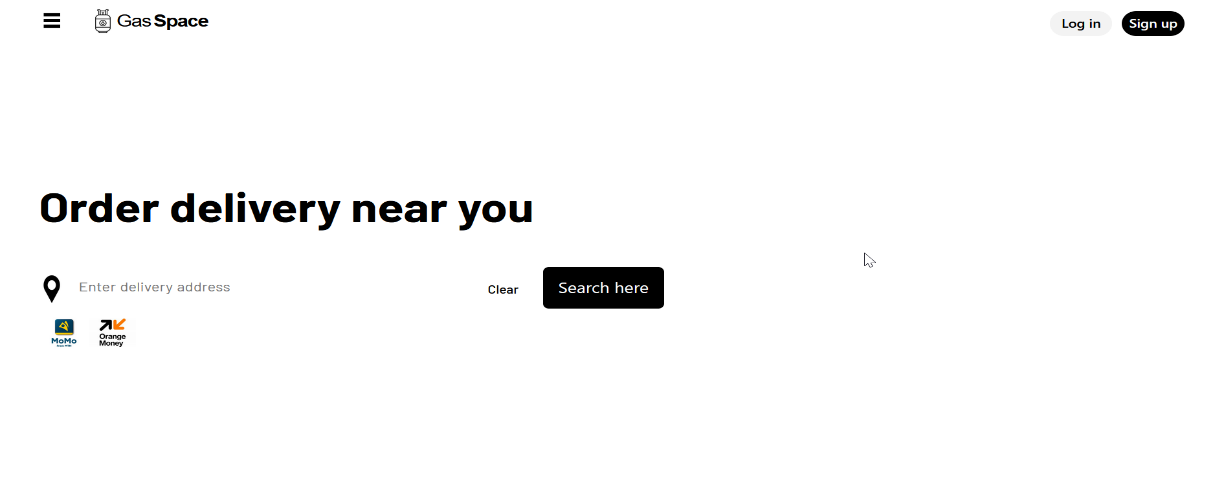 Gas Space
Log in
Sign up
Order delivery near you
Enter delivery address
Clear
Search here
MoMo
Orange
Money